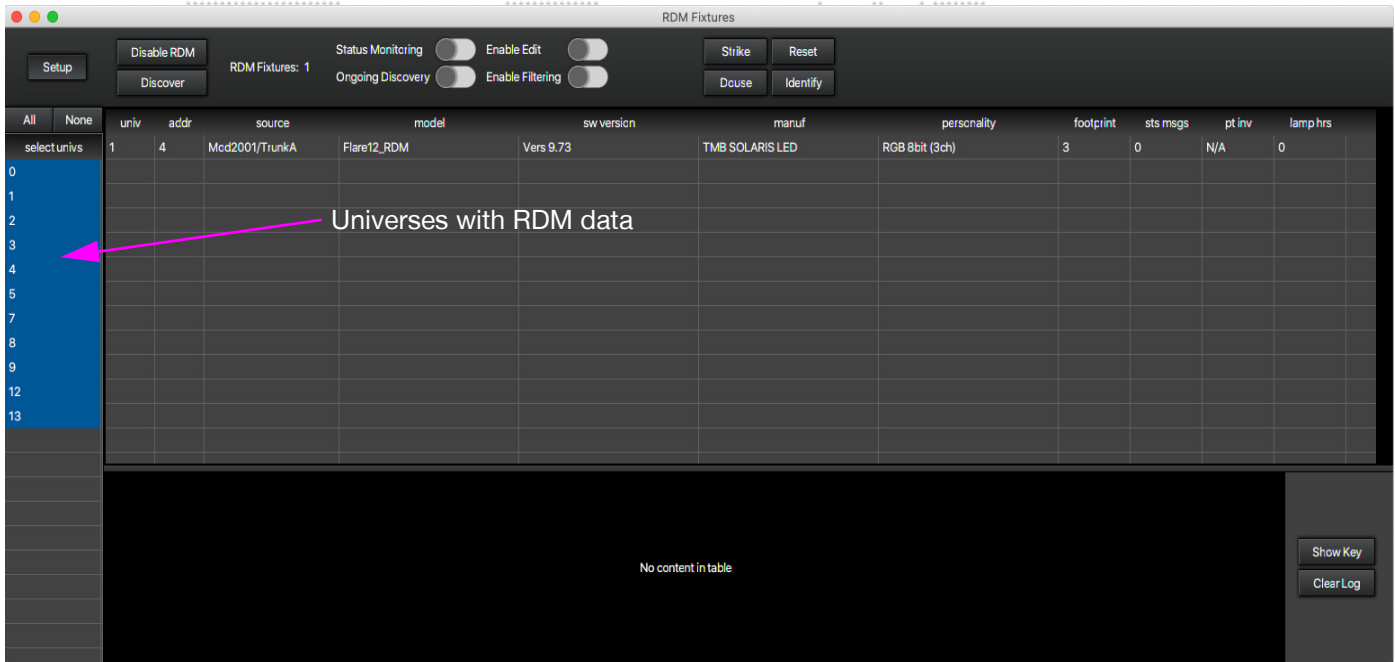 RDM Fixtures
Setup
Disable RDM
Discover
RDM Fixtures: 1
Status Monitoring
Enable Edit
Ongoing Discovery
Enable Filtering
Strike
Reset
Douse
Identify
All None
select univs
univ addr source model sw version manuf personality footprint sts msgs pt inv lamp hrs
1 4 Mod2001/TrunkA Flare12_RDM Vers 9.73 TMB SOLARIS LED RGB 8bit (3ch) 3 0 N/A 0
0
1
2
3
4
5
7
8
9
12
13
Universes with RDM data
No content in table
Show Key
Clear Log